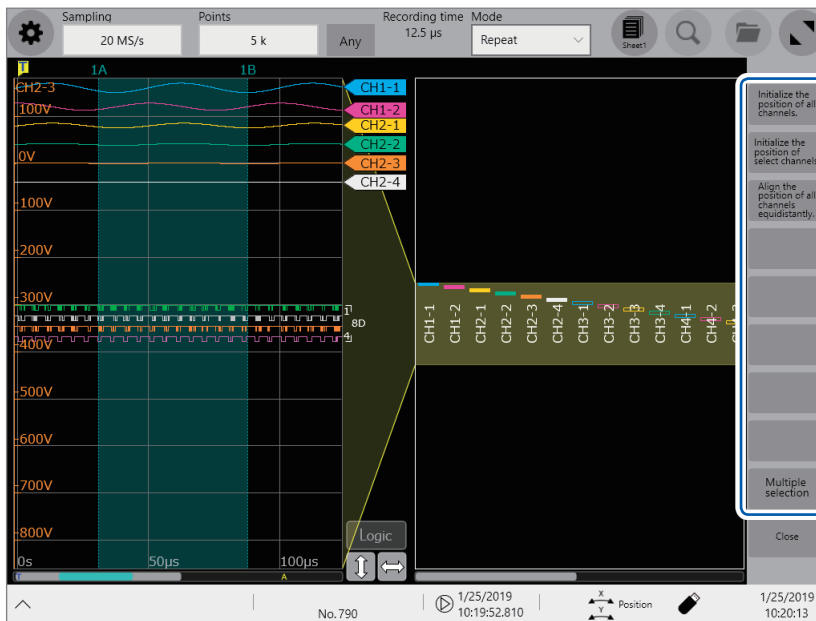 Sampling
20 MS/s
Points
5 k
Any
Recording time
12.5 µs
Mode
Repeat
Sheet1
T
1A
1B
CH2-3
100V
0V
-100V
-200V
-300V
-400V
-500V
-600V
-700V
-800V
0s
50µs
100µs
T
A
CH1-1
CH1-2
CH2-1
CH2-2
CH2-3
CH2-4
1
8D
4
Logic
CH1-1
CH1-2
CH2-1
CH2-2
CH2-3
CH2-4
CH3-1
CH3-2
CH3-3
CH3-4
CH4-1
CH4-2
Initialize the
position of all
channels.
Initialize the
position of
select channels
Align the
position of all
channels
equidistantly.
Multiple
selection
Close
No. 790
1/25/2019
10:19:52.810
X
Y
Position
1/25/2019
10:20:13